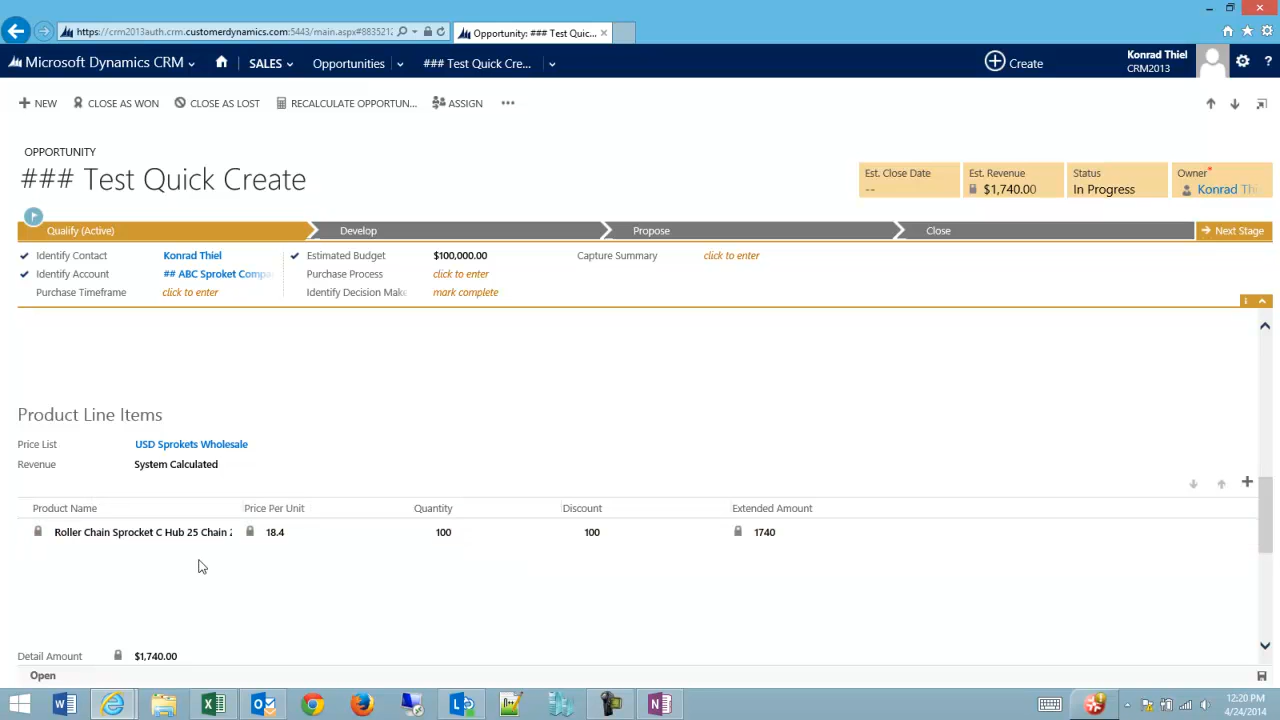 https://crm2013auth.crm.customerdynamics.com:5443/main.aspx#8835212
Opportunity: ### Test Quic...
Microsoft Dynamics CRM
SALES
Opportunities
### Test Quick Cre...
Create
Konrad Thiel
CRM2013
?
NEW
CLOSE AS WON
CLOSE AS LOST
RECALCULATE OPPORTUN...
ASSIGN
OPPORTUNITY
### Test Quick Create
Est. Close Date
--
Est. Revenue
$1,740.00
Status
In Progress
Owner*
Konrad Thi
Qualify (Active)
Develop
Propose
Close
Next Stage
Identify Contact Konrad Thiel
Identify Account ## ABC Sproket Compa
Purchase Timeframe click to enter
Estimated Budget $100,000.00
Purchase Process click to enter
Identify Decision Make mark complete
Capture Summary click to enter
Product Line Items
Price List USD Sprokets Wholesale
Revenue System Calculated
Product Name Price Per Unit Quantity Discount Extended Amount
Roller Chain Sprocket C Hub 25 Chain 18.4 100 100 1740
Detail Amount $1,740.00
Open
12:20 PM
4/24/2014